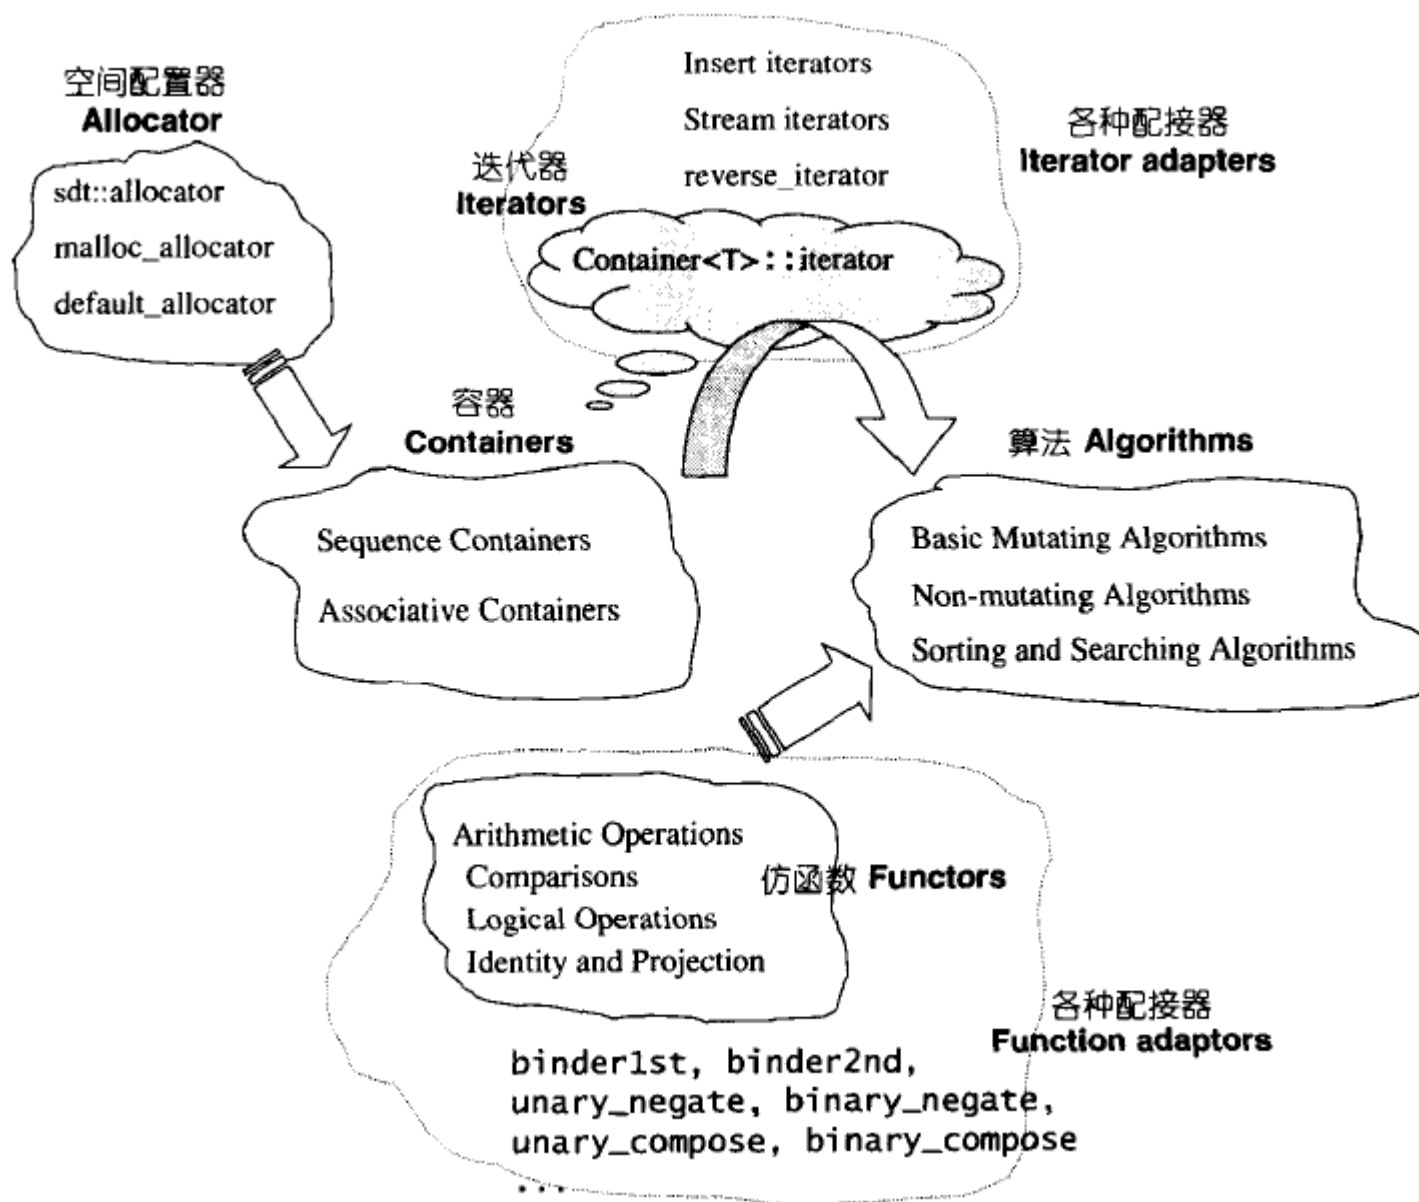 空间配置器
Allocator
sdt::allocator
malloc_allocator
default_allocator
Insert iterators
Stream iterators
reverse_iterator
迭代器
Iterators
各种配接器
Iterator adapters
Container<T>::iterator
容器
Containers
Sequence Containers
Associative Containers
算法 Algorithms
Basic Mutating Algorithms
Non-mutating Algorithms
Sorting and Searching Algorithms
Arithmetic Operations
Comparisons
Logical Operations
Identity and Projection
仿函数 Functors
各种配接器
Function adaptors
binder1st, binder2nd,
unary_negate, binary_negate,
unary_compose, binary_compose
...